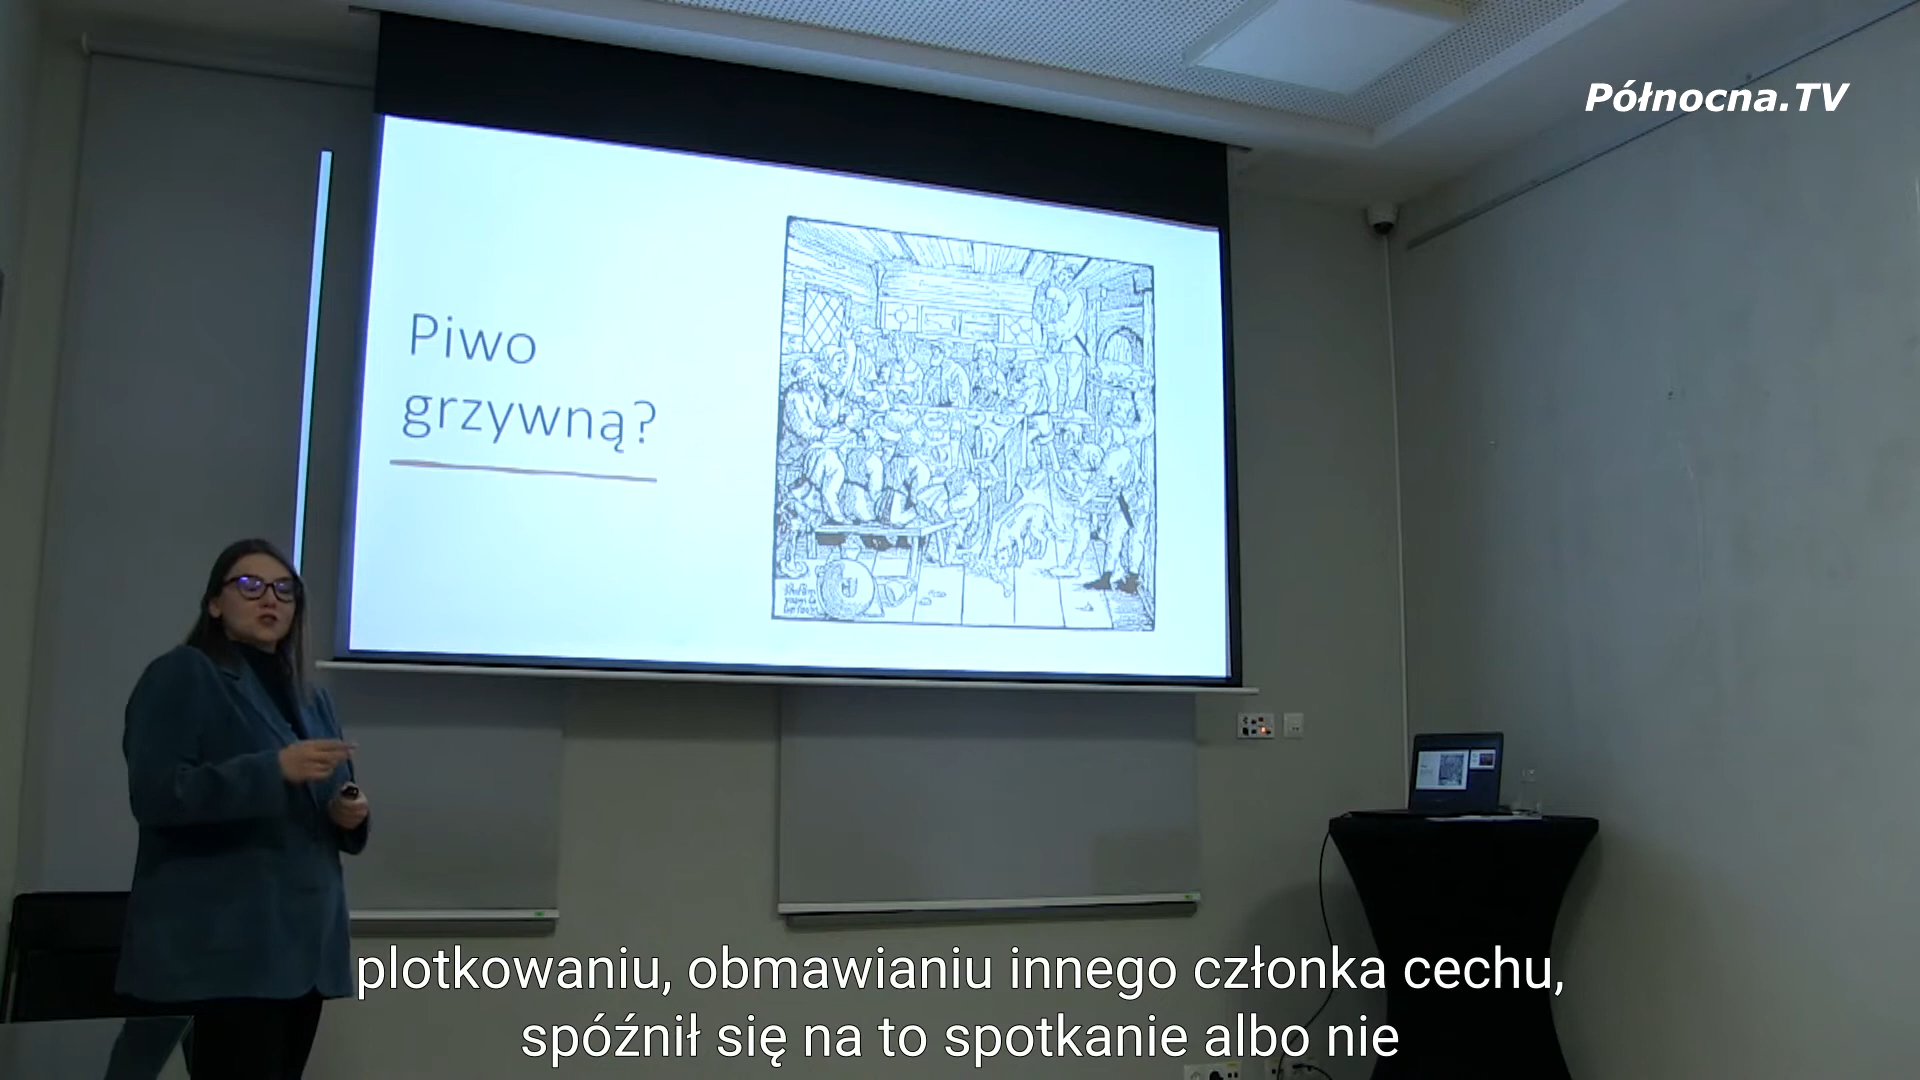 Północna.TV
Piwo
grzywną?
plotkowaniu, obmawianiu innego członka cechu,
spóźnił się na to spotkanie albo nie